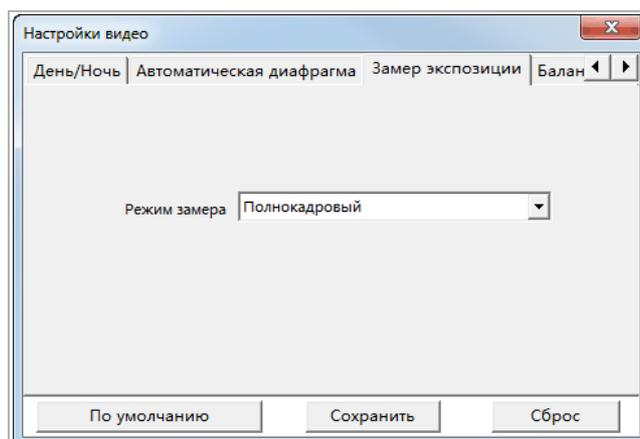 Настройки видео
День/Ночь Автоматическая диафрагма Замер экспозиции Балан
Режим замера Полнокадровый
По умолчанию Сохранить Сброс